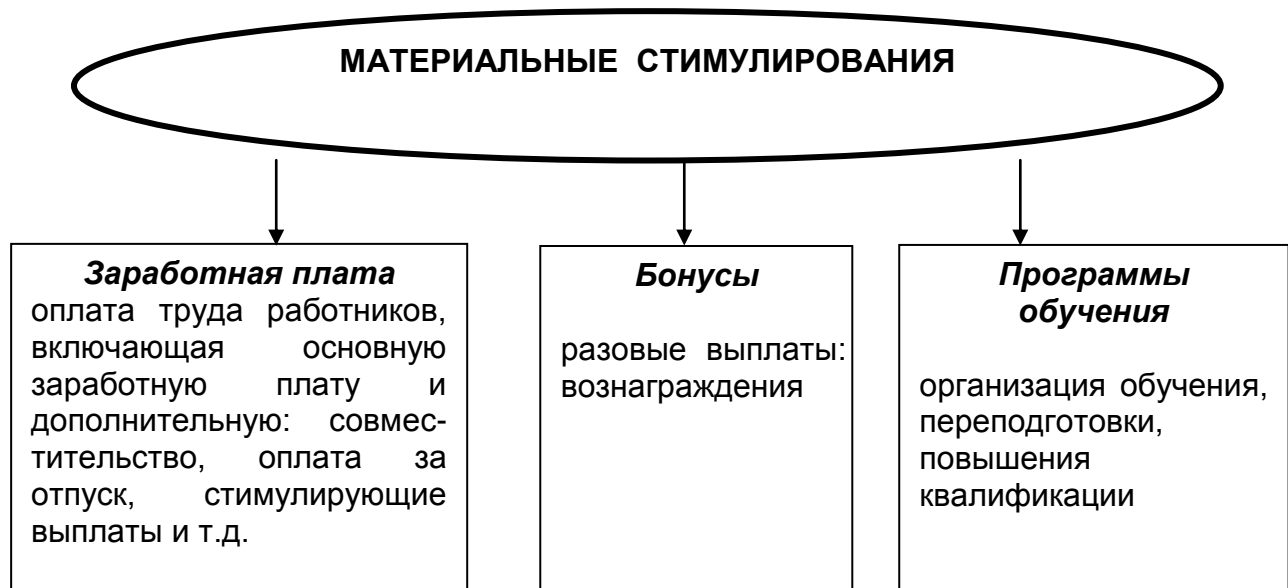 МАТЕРИАЛЬНЫЕ СТИМУЛИРОВАНИЯ
Заработная плата
оплата труда работников,
включающая основную
заработную плату и
дополнительную: совмес-
тительство, оплата за
отпуск, стимулирующие
выплаты и т.д.
Бонусы
разовые выплаты:
вознаграждения
Программы
обучения
организация обучения,
переподготовки,
повышения
квалификации